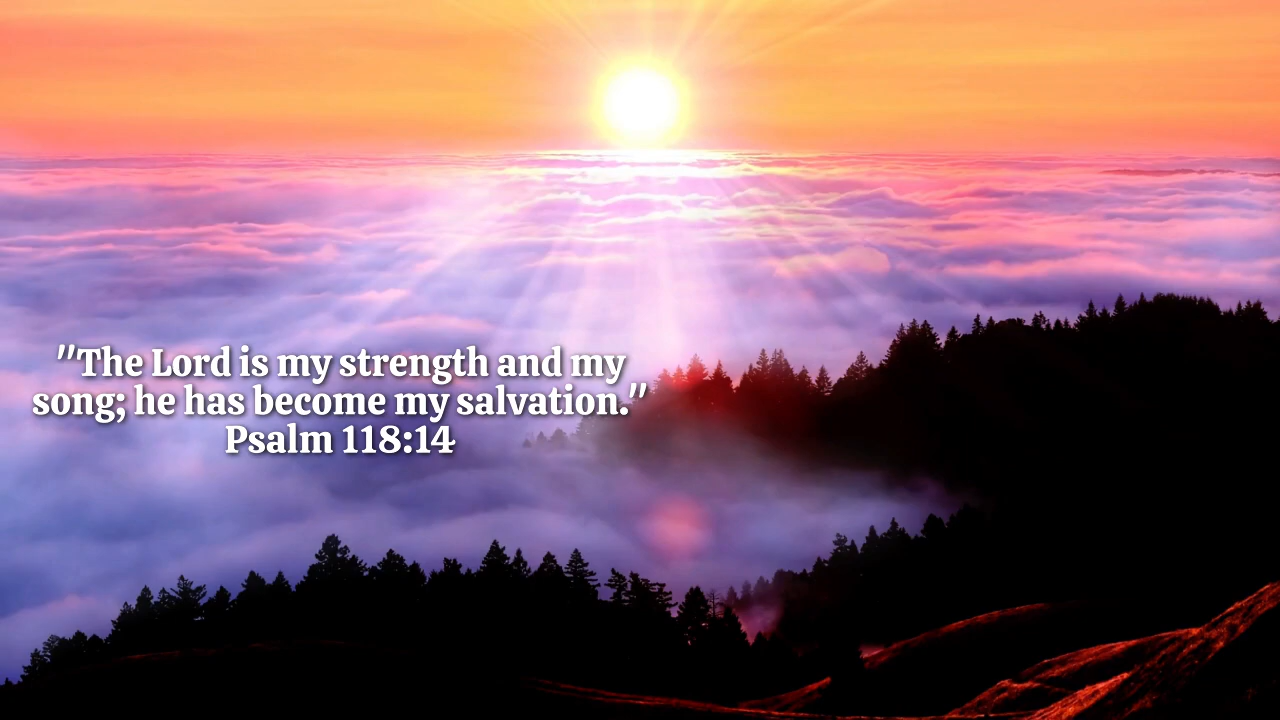 "The Lord is my strength and my
song; he has become my salvation."
Psalm 118:14